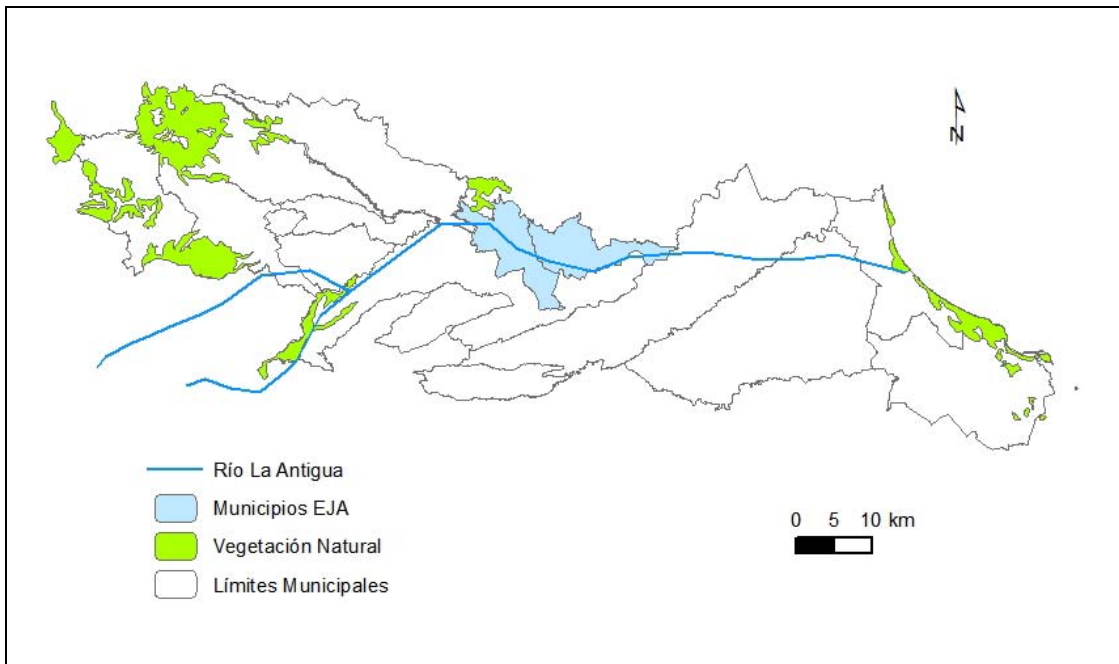 N
Río La Antigua
Municipios EJA
Vegetación Natural
Límites Municipales
0 5 10 km